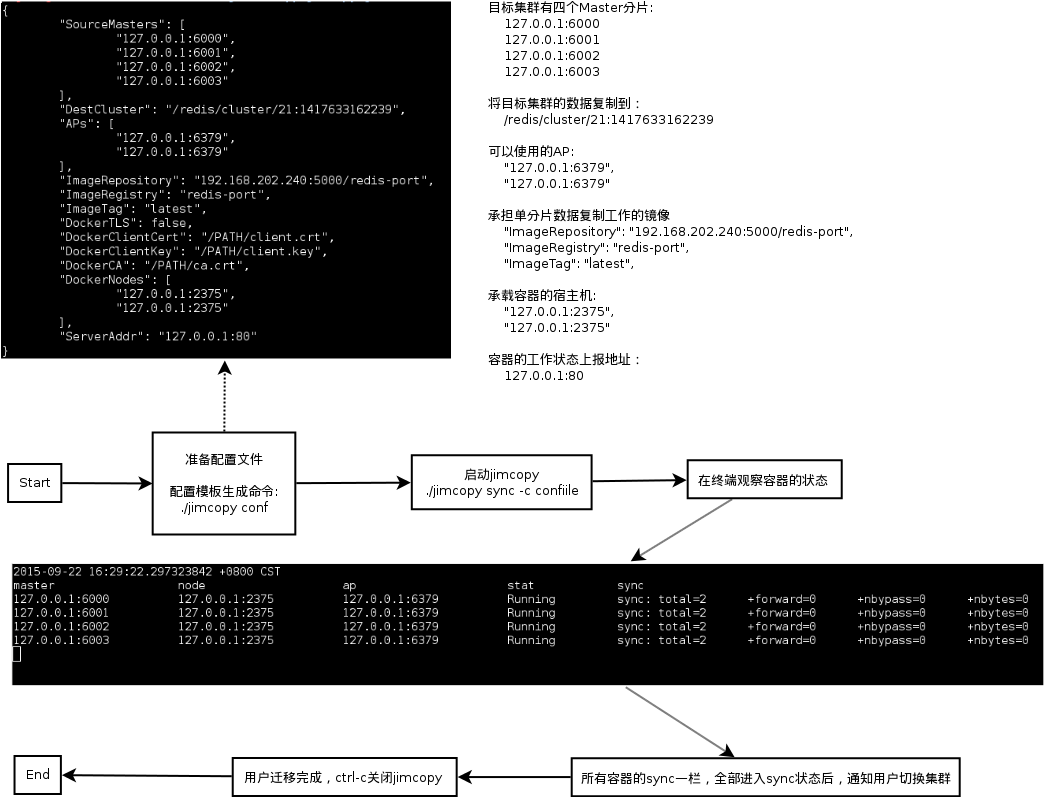 {
"SourceMasters": [
"127.0.0.1:6000",
"127.0.0.1:6001",
"127.0.0.1:6002",
"127.0.0.1:6003"
],
"DestCluster": "/redis/cluster/21:1417633162239",
"APs": [
"127.0.0.1:6379",
"127.0.0.1:6379"
],
"ImageRepository": "192.168.202.240:5000/redis-port",
"ImageRegistry": "redis-port",
"ImageTag": "latest",
"DockerTLS": false,
"DockerClientCert": "/PATH/client.crt",
"DockerClientKey": "/PATH/client.key",
"DockerCA": "/PATH/ca.crt",
"DockerNodes": [
"127.0.0.1:2375",
"127.0.0.1:2375"
],
"ServerAddr": "127.0.0.1:80"
}
目标集群有四个Master分片:
127.0.0.1:6000
127.0.0.1:6001
127.0.0.1:6002
127.0.0.1:6003
将目标集群的数据复制到：
/redis/cluster/21:1417633162239
可以使用的AP:
"127.0.0.1:6379",
"127.0.0.1:6379"
承担单分片数据复制工作的镜像
"ImageRepository": "192.168.202.240:5000/redis-port",
"ImageRegistry": "redis-port",
"ImageTag": "latest",
承载容器的宿主机:
"127.0.0.1:2375",
"127.0.0.1:2375"
容器的工作状态上报地址：
127.0.0.1:80
Start
准备配置文件
配置模板生成命令:
./jimcopy conf
启动jimcopy
./jimcopy sync -c confiile
在终端观察容器的状态
2015-09-22 16:29:22.297323842 +0800 CST
master node ap stat sync
127.0.0.1:6000 127.0.0.1:2375 127.0.0.1:6379 Running sync: total=2 +forward=0 +nbypass=0 +nbytes=0
127.0.0.1:6001 127.0.0.1:2375 127.0.0.1:6379 Running sync: total=2 +forward=0 +nbypass=0 +nbytes=0
127.0.0.1:6002 127.0.0.1:2375 127.0.0.1:6379 Running sync: total=2 +forward=0 +nbypass=0 +nbytes=0
127.0.0.1:6003 127.0.0.1:2375 127.0.0.1:6379 Running sync: total=2 +forward=0 +nbypass=0 +nbytes=0
所有容器的sync一栏，全部进入sync状态后，通知用户切换集群
用户迁移完成，ctrl-c关闭jimcopy
End